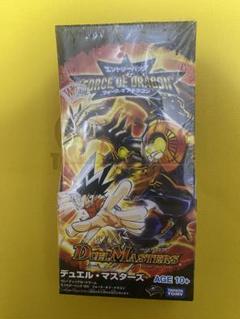 エントリーパック
FORCE OF DRAGON
フォース・オブ・ドラゴン
DUEL MASTERS
デュエル・マスターズ
AGE 10+
TAKARA
TOMY